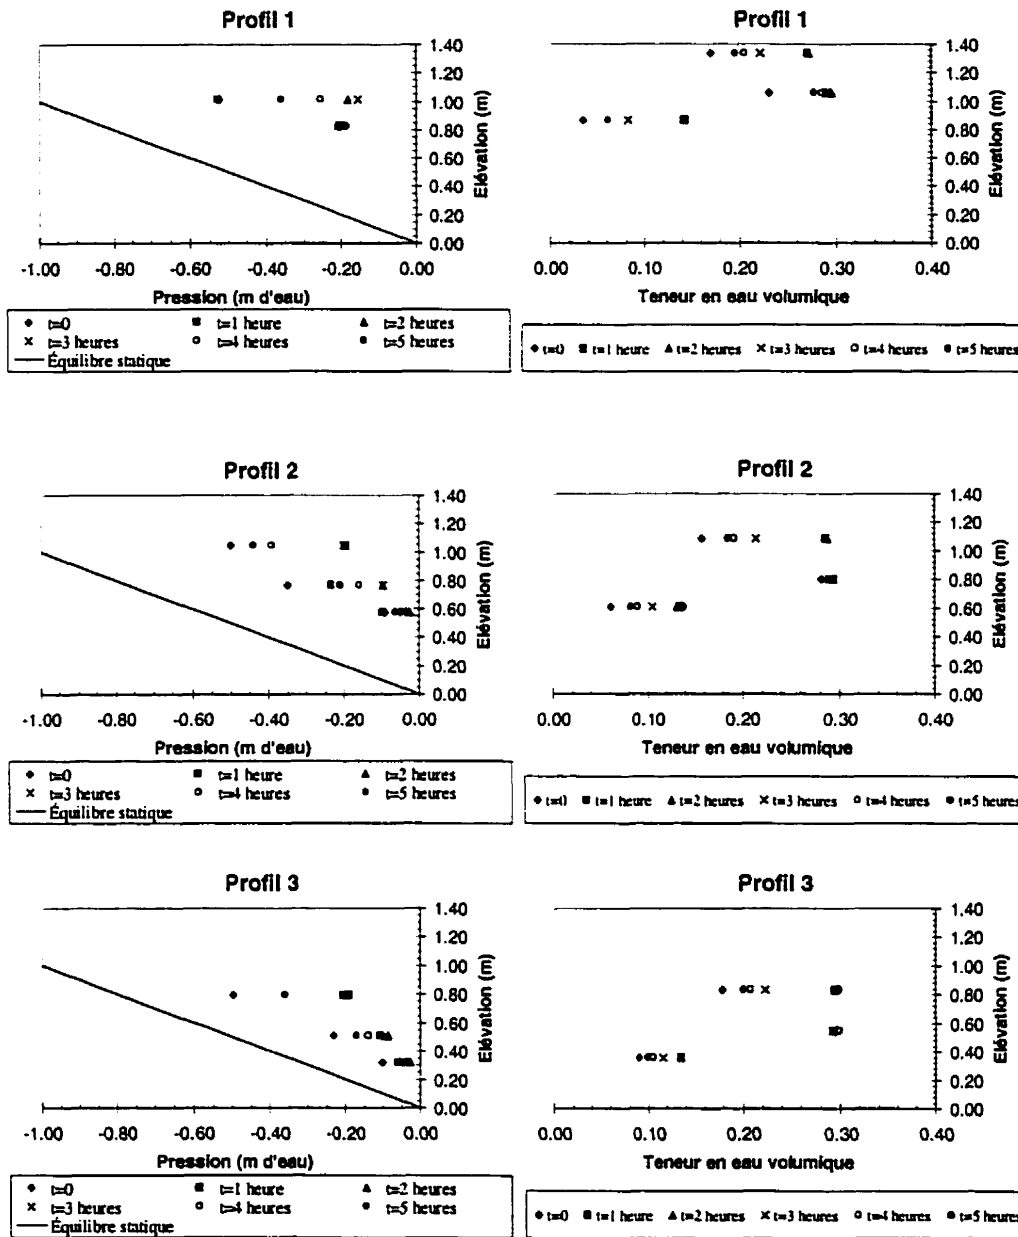 Profil 1
1.40
1.20
1.00
0.80
0.60
0.40
0.20
0.00
Elévation (m)
-1.00 -0.80 -0.60 -0.40 -0.20 0.00
Pression (m d'eau)
t=0 t=1 heure t=2 heures
t=3 heures t=4 heures t=5 heures
Équilibre statique
Profil 1
1.40
1.20
1.00
0.80
0.60
0.40
0.20
0.00
Elévation (m)
0.00 0.10 0.20 0.30 0.40
Teneur en eau volumique
t=0 t=1 heure t=2 heures t=3 heures t=4 heures t=5 heures
Profil 2
1.40
1.20
1.00
0.80
0.60
0.40
0.20
0.00
Elévation (m)
-1.00 -0.80 -0.60 -0.40 -0.20 0.00
Pression (m d'eau)
t=0 t=1 heure t=2 heures
t=3 heures t=4 heures t=5 heures
Équilibre statique
Profil 2
1.40
1.20
1.00
0.80
0.60
0.40
0.20
0.00
Elévation (m)
0.00 0.10 0.20 0.30 0.40
Teneur en eau volumique
t=0 t=1 heure t=2 heures t=3 heures t=4 heures t=5 heures
Profil 3
1.40
1.20
1.00
0.80
0.60
0.40
0.20
0.00
Elévation (m)
-1.00 -0.80 -0.60 -0.40 -0.20 0.00
Pression (m d'eau)
t=0 t=1 heure t=2 heures
t=3 heures t=4 heures t=5 heures
Équilibre statique
Profil 3
1.40
1.20
1.00
0.80
0.60
0.40
0.20
0.00
Elévation (m)
0.00 0.10 0.20 0.30 0.40
Teneur en eau volumique
t=0 t=1 heure t=2 heures t=3 heures t=4 heures t=5 heures